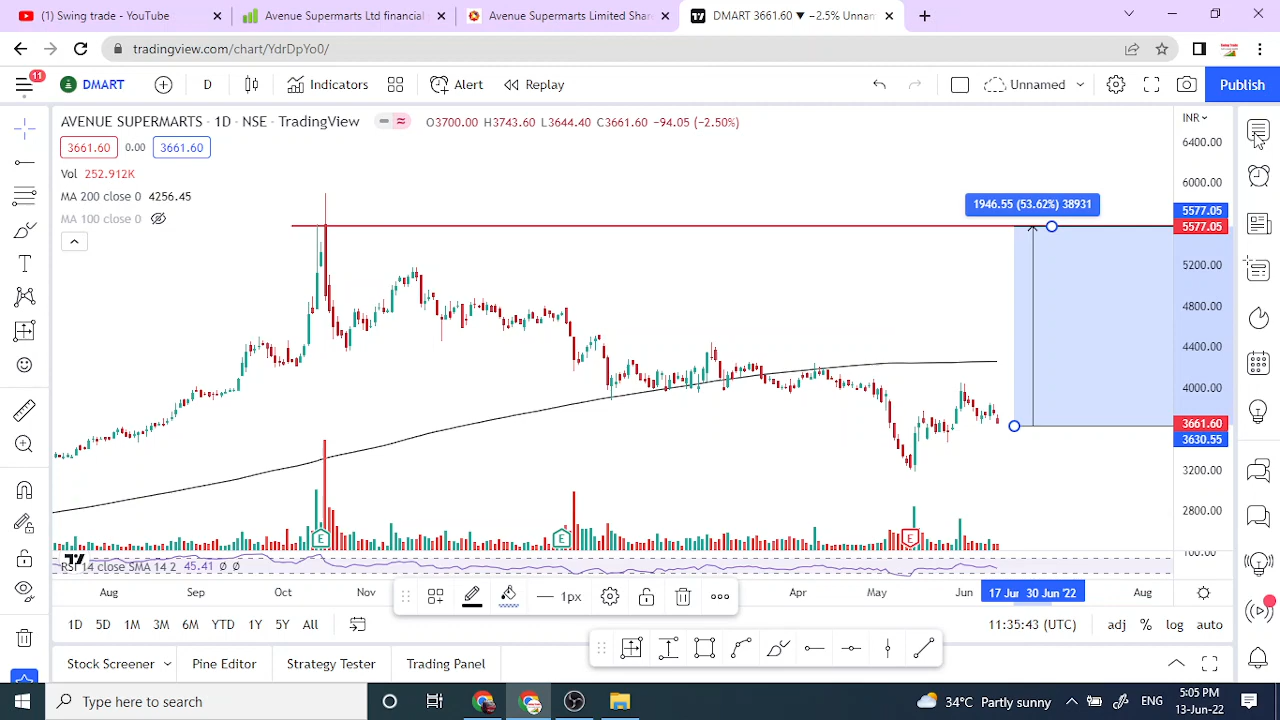 Swing trade - YouTube
Avenue Supermarts Ltd financia
Avenue Supermarts Limited Shar
DMART 3661.60 ▼ −2.5% Unnam
tradingview.com/chart/YdrDpYo0/
11
DMART
D
Indicators
Alert
Replay
Unnamed
Publish
AVENUE SUPERMARTS · 1D · NSE · TradingView
O3700.00 H3743.60 L3644.40 C3661.60 −94.05 (−2.50%)
INR
3661.60
0.00
3661.60
Vol 252.912K
MA 200 close 0 4256.45
MA 100 close 0
6400.00
6000.00
1946.55 (53.62%) 38931
5577.05
5577.05
5200.00
4800.00
4400.00
4000.00
3661.60
3630.55
3200.00
2800.00
100.00
E
E
E
RSI 14 close SMA 14 2 45.41 ∅ ∅
Aug
Sep
Oct
Nov
Apr
May
Jun
17 Jun
30 Jun '22
Aug
1px
1D
5D
1M
3M
6M
YTD
1Y
5Y
All
11:35:43 (UTC)
adj
%
log
auto
Stock Screener
Pine Editor
Strategy Tester
Trading Panel
Type here to search
34°C Partly sunny
ENG
5:05 PM
13-Jun-22